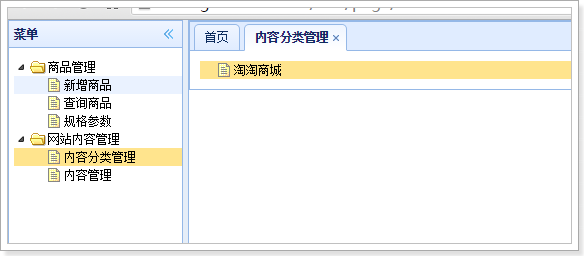 菜单
商品管理
新增商品
查询商品
规格参数
网站内容管理
内容分类管理
内容管理
首页
内容分类管理
淘淘商城